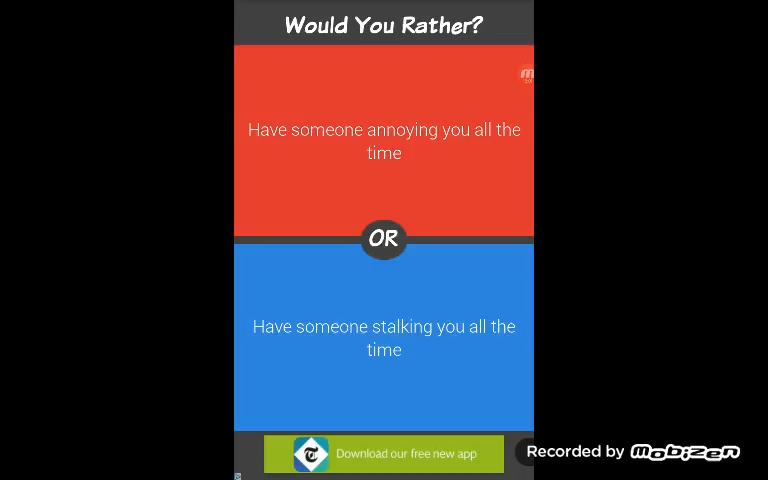 Would You Rather?
Have someone annoying you all the
time
OR
Have someone stalking you all the
time
Download our free new app
Recorded by mobizen